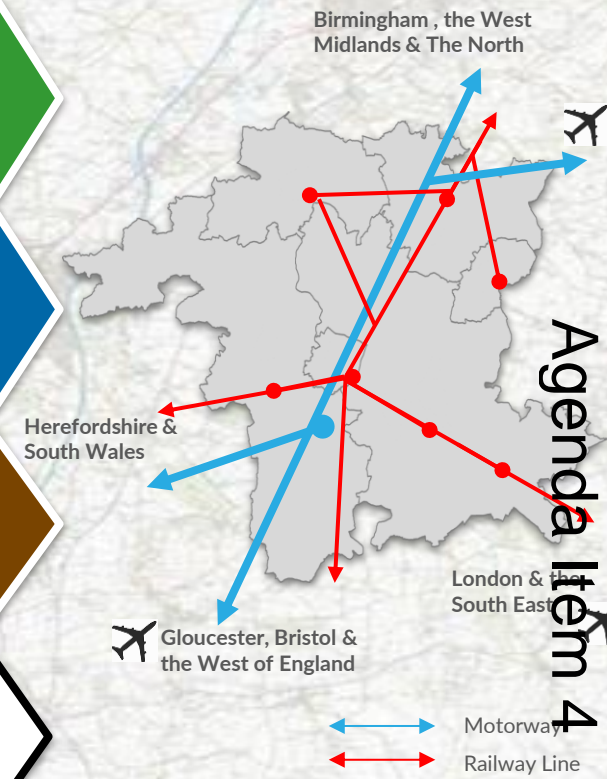 Birmingham , the West
Midlands & The North
Herefordshire &
South Wales
Agenda Item 4
London & the
South East
Gloucester, Bristol &
the West of England
Motorway
Railway Line